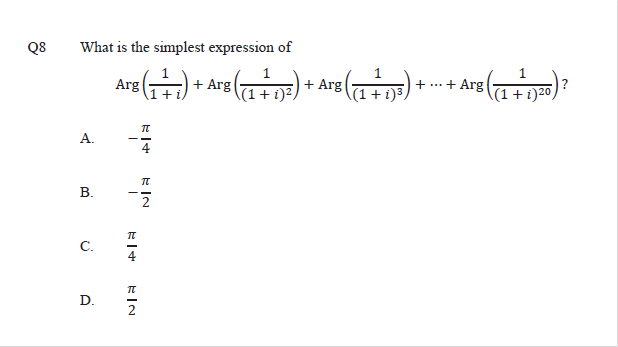 Q8 What is the simplest expression of
Arg(1/(1 + i)) + Arg(1/(1 + i)²) + Arg(1/(1 + i)³) + ⋯ + Arg(1/(1 + i)²⁰)?
A. −π/4
B. −π/2
C. π/4
D. π/2